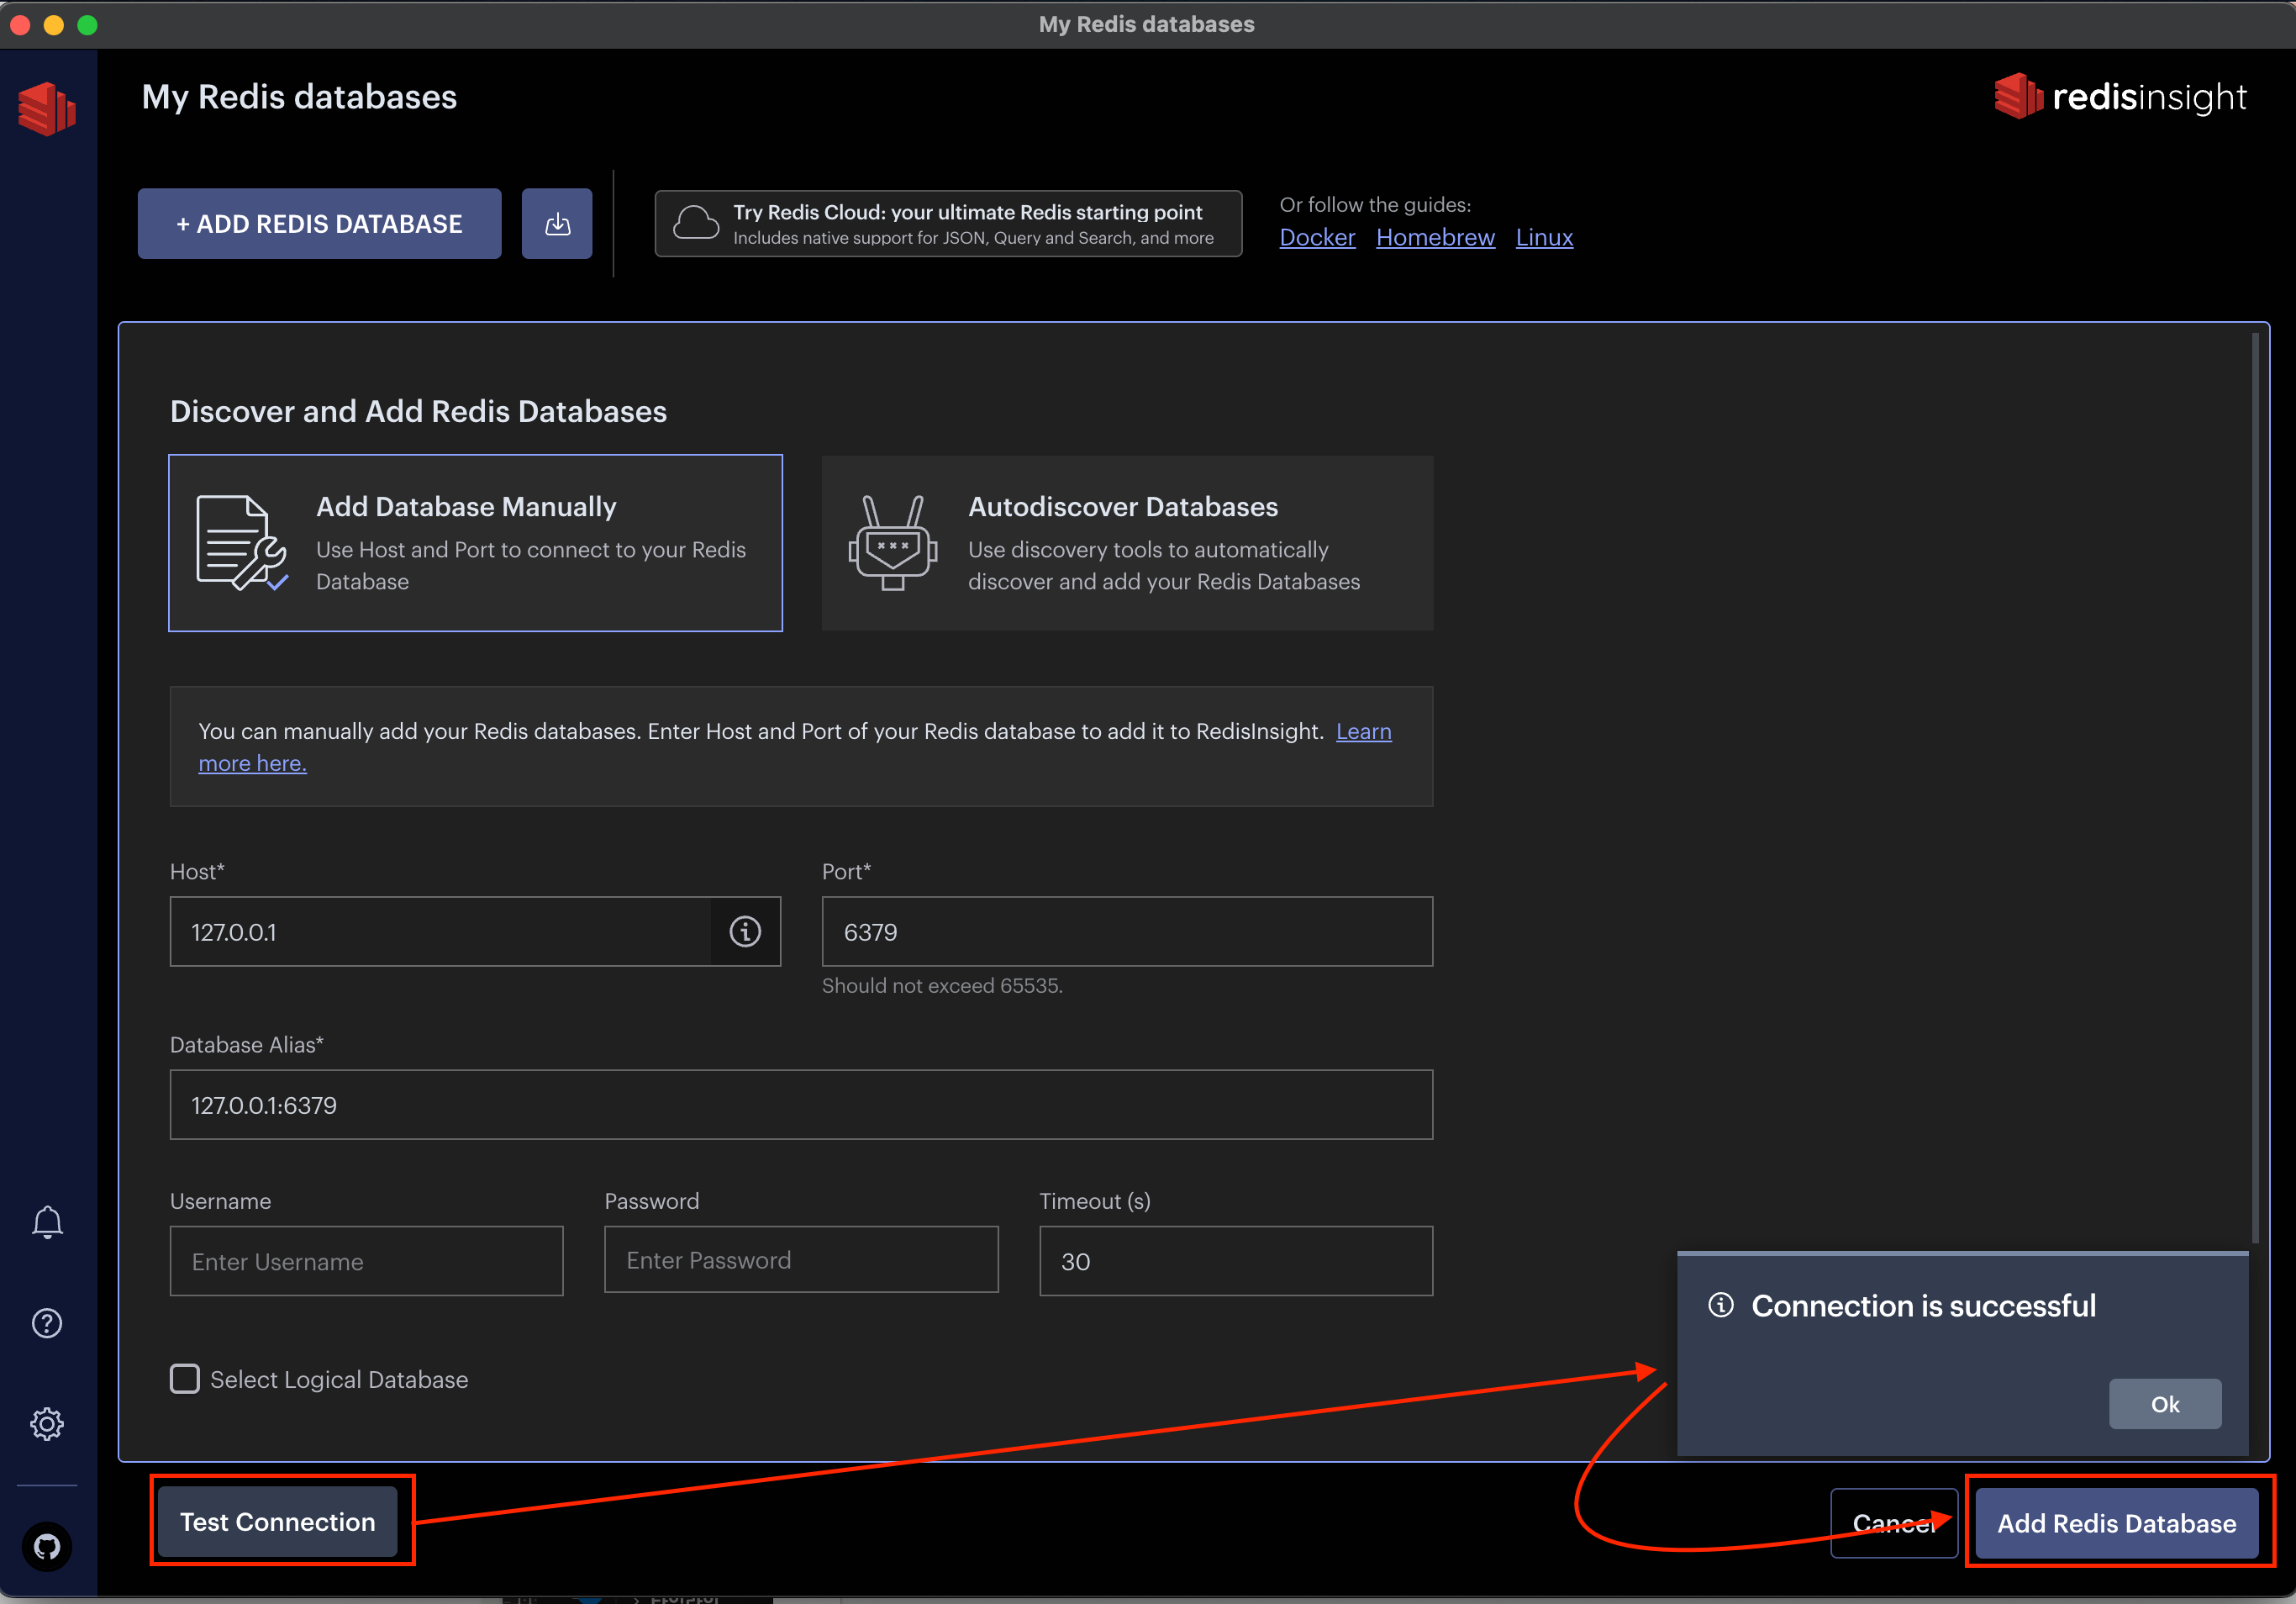 My Redis databases
My Redis databases
redisinsight
+ ADD REDIS DATABASE
Try Redis Cloud: your ultimate Redis starting point
Includes native support for JSON, Query and Search, and more
Or follow the guides:
Docker Homebrew Linux
Discover and Add Redis Databases
Add Database Manually
Use Host and Port to connect to your Redis
Database
Autodiscover Databases
Use discovery tools to automatically
discover and add your Redis Databases
You can manually add your Redis databases. Enter Host and Port of your Redis database to add it to RedisInsight. Learn
more here.
Host*
127.0.0.1
Port*
6379
Should not exceed 65535.
Database Alias*
127.0.0.1:6379
Username
Enter Username
Password
Enter Password
Timeout (s)
30
Select Logical Database
Connection is successful
Ok
Test Connection
Cancel
Add Redis Database